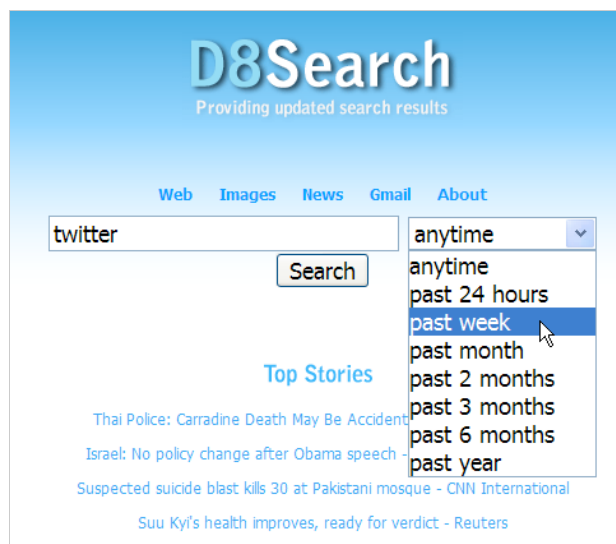 D8Search
Providing updated search results
Web Images News Gmail About
twitter anytime
Search
anytime
past 24 hours
past week
past month
past 2 months
past 3 months
past 6 months
past year
Top Stories
Thai Police: Carradine Death May Be Accident
Israel: No policy change after Obama speech -
Suspected suicide blast kills 30 at Pakistani mosque - CNN International
Suu Kyi's health improves, ready for verdict - Reuters